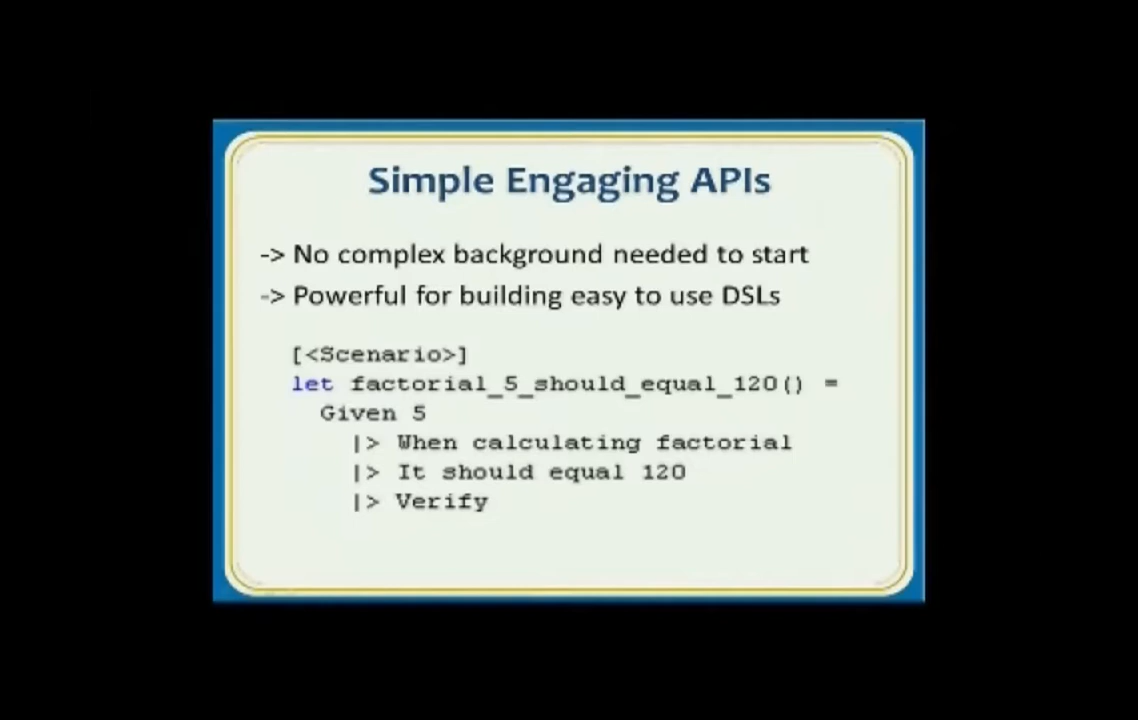 Simple Engaging APIs
-> No complex background needed to start
-> Powerful for building easy to use DSLs
[<Scenario>]
let factorial_5_should_equal_120() =
Given 5
|> When calculating factorial
|> It should equal 120
|> Verify